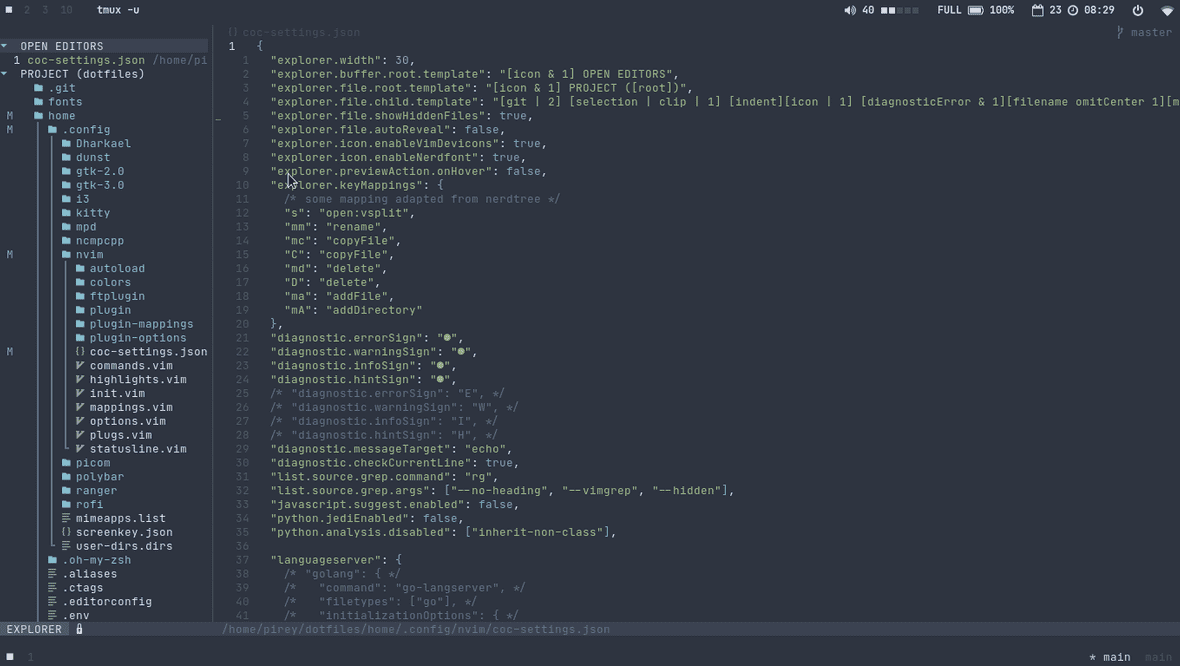 2 3 10 tmux -u 40 FULL 100% 23 08:29
OPEN EDITORS
1 coc-settings.json /home/pi
PROJECT (dotfiles)
.git
fonts
M home
M .config
Dharkael
dunst
gtk-2.0
gtk-3.0
i3
kitty
mpd
ncmpcpp
M nvim
autoload
colors
ftplugin
plugin
plugin-mappings
plugin-options
M {} coc-settings.json
commands.vim
highlights.vim
init.vim
mappings.vim
options.vim
plugs.vim
statusline.vim
picom
polybar
ranger
rofi
mimeapps.list
{} screenkey.json
user-dirs.dirs
.oh-my-zsh
.aliases
.ctags
.editorconfig
.env
{} coc-settings.json master
1 {
1 "explorer.width": 30,
2 "explorer.buffer.root.template": "[icon & 1] OPEN EDITORS",
3 "explorer.file.root.template": "[icon & 1] PROJECT ([root])",
4 "explorer.file.child.template": "[git | 2] [selection | clip | 1] [indent][icon | 1] [diagnosticError & 1][filename omitCenter 1][m
5 "explorer.file.showHiddenFiles": true,
6 "explorer.file.autoReveal": false,
7 "explorer.icon.enableVimDevicons": true,
8 "explorer.icon.enableNerdfont": true,
9 "explorer.previewAction.onHover": false,
10 "explorer.keyMappings": {
11 /* some mapping adapted from nerdtree */
12 "s": "open:vsplit",
13 "mm": "rename",
14 "mc": "copyFile",
15 "C": "copyFile",
16 "md": "delete",
17 "D": "delete",
18 "ma": "addFile",
19 "mA": "addDirectory"
20 },
21 "diagnostic.errorSign": "●",
22 "diagnostic.warningSign": "●",
23 "diagnostic.infoSign": "●",
24 "diagnostic.hintSign": "●",
25 /* "diagnostic.errorSign": "E", */
26 /* "diagnostic.warningSign": "W", */
27 /* "diagnostic.infoSign": "I", */
28 /* "diagnostic.hintSign": "H", */
29 "diagnostic.messageTarget": "echo",
30 "diagnostic.checkCurrentLine": true,
31 "list.source.grep.command": "rg",
32 "list.source.grep.args": ["--no-heading", "--vimgrep", "--hidden"],
33 "javascript.suggest.enabled": false,
34 "python.jediEnabled": false,
35 "python.analysis.disabled": ["inherit-non-class"],
36
37 "languageserver": {
38 /* "golang": { */
39 /* "command": "go-langserver", */
40 /* "filetypes": ["go"], */
41 /* "initializationOptions": { */
EXPLORER /home/pirey/dotfiles/home/.config/nvim/coc-settings.json
1 * main main